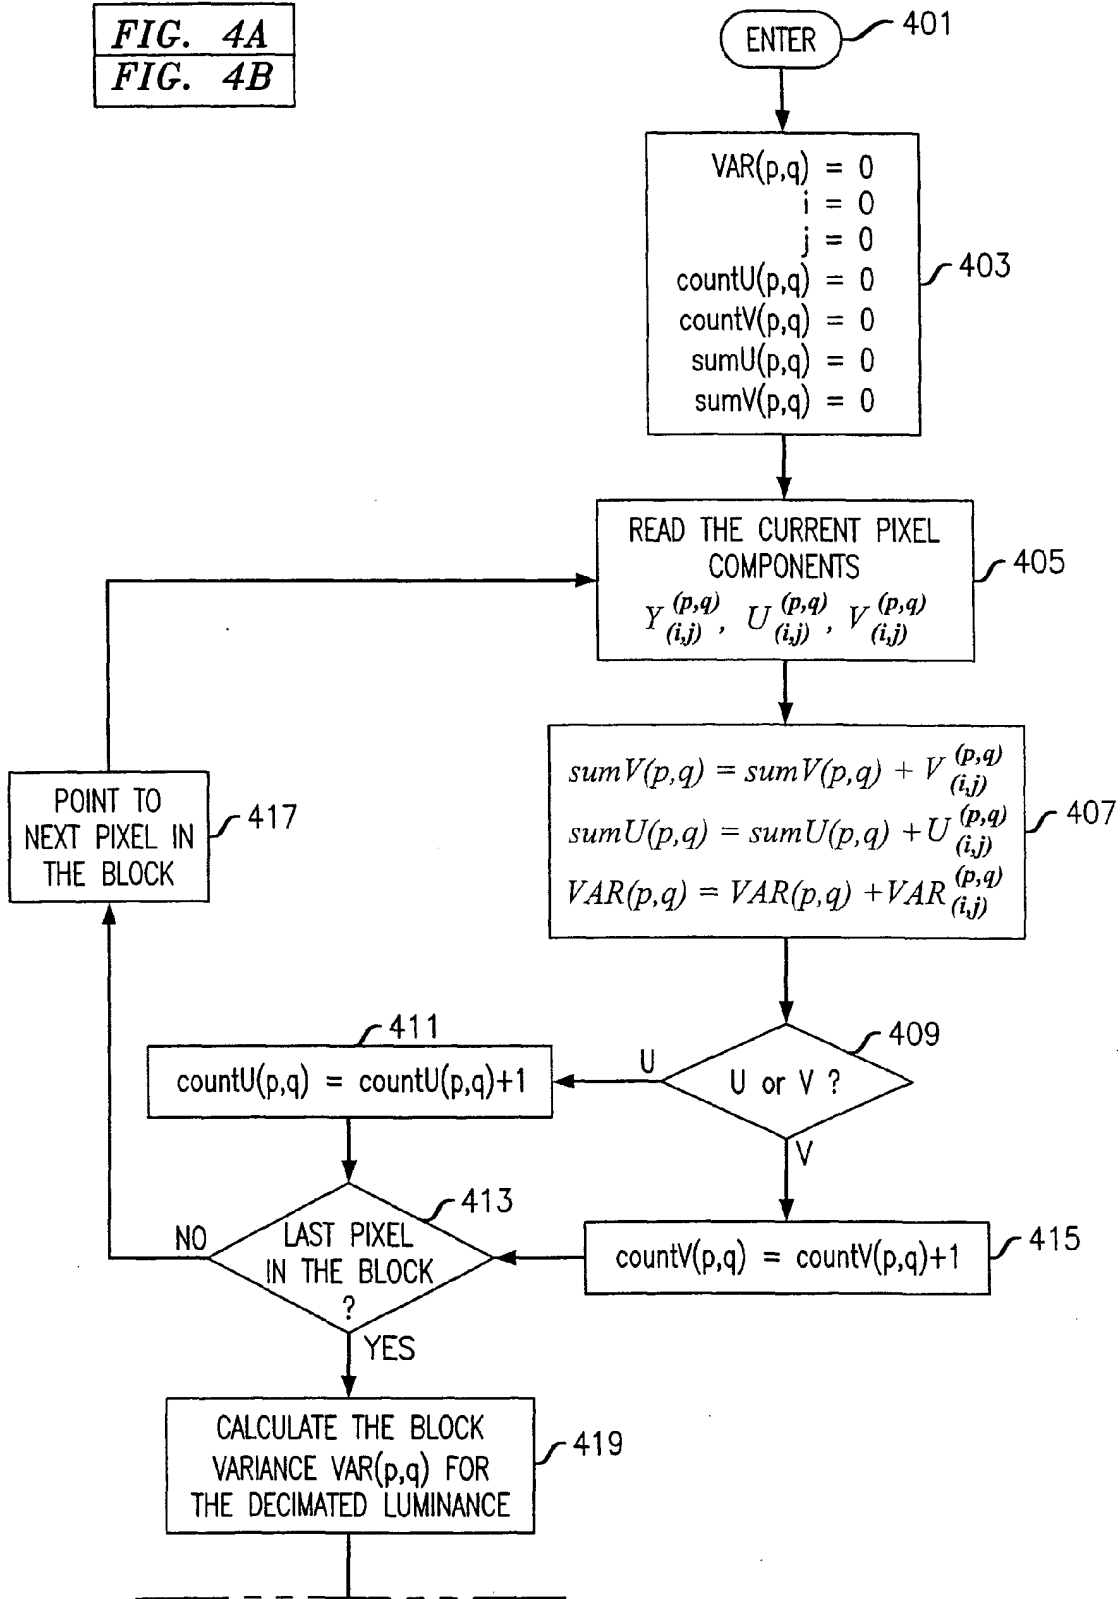 FIG. 4A
FIG. 4B
ENTER
401
VAR(p,q) = 0
i = 0
j = 0
countU(p,q) = 0
countV(p,q) = 0
sumU(p,q) = 0
sumV(p,q) = 0
403
READ THE CURRENT PIXEL
COMPONENTS
Y (p,q) (i,j), U (p,q) (i,j), V (p,q) (i,j)
405
sumV(p,q) = sumV(p,q) + V (p,q) (i,j)
sumU(p,q) = sumU(p,q) +U (p,q) (i,j)
VAR(p,q) = VAR(p,q) +VAR (p,q) (i,j)
407
POINT TO
NEXT PIXEL IN
THE BLOCK
417
U or V ?
409
U
V
411
countU(p,q) = countU(p,q)+1
countV(p,q) = countV(p,q)+1
415
LAST PIXEL
IN THE BLOCK
?
413
NO
YES
CALCULATE THE BLOCK
VARIANCE VAR(p,q) FOR
THE DECIMATED LUMINANCE
419